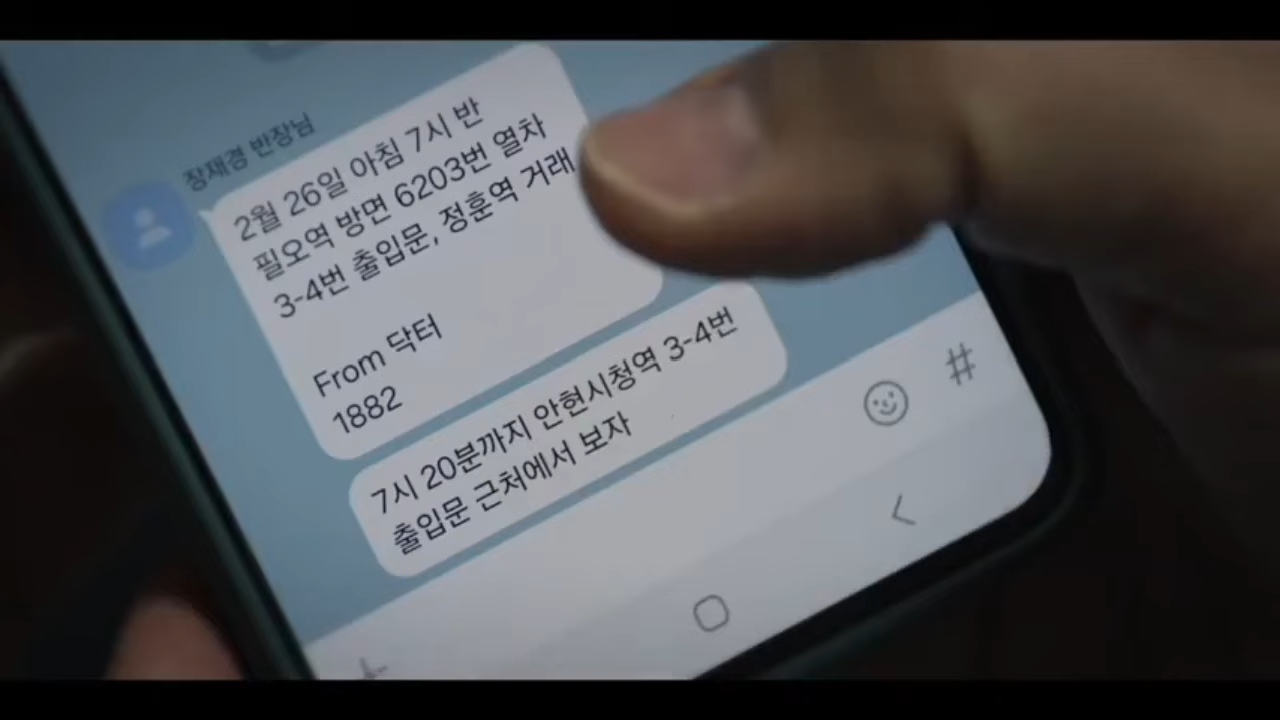 장재경 반장님
2월 26일 아침 7시 반
필오역 방면 6203번 열차
3-4번 출입문, 정훈역 거래
From 닥터
1882
7시 20분까지 안현시청역 3-4번
출입문 근처에서 보자
#